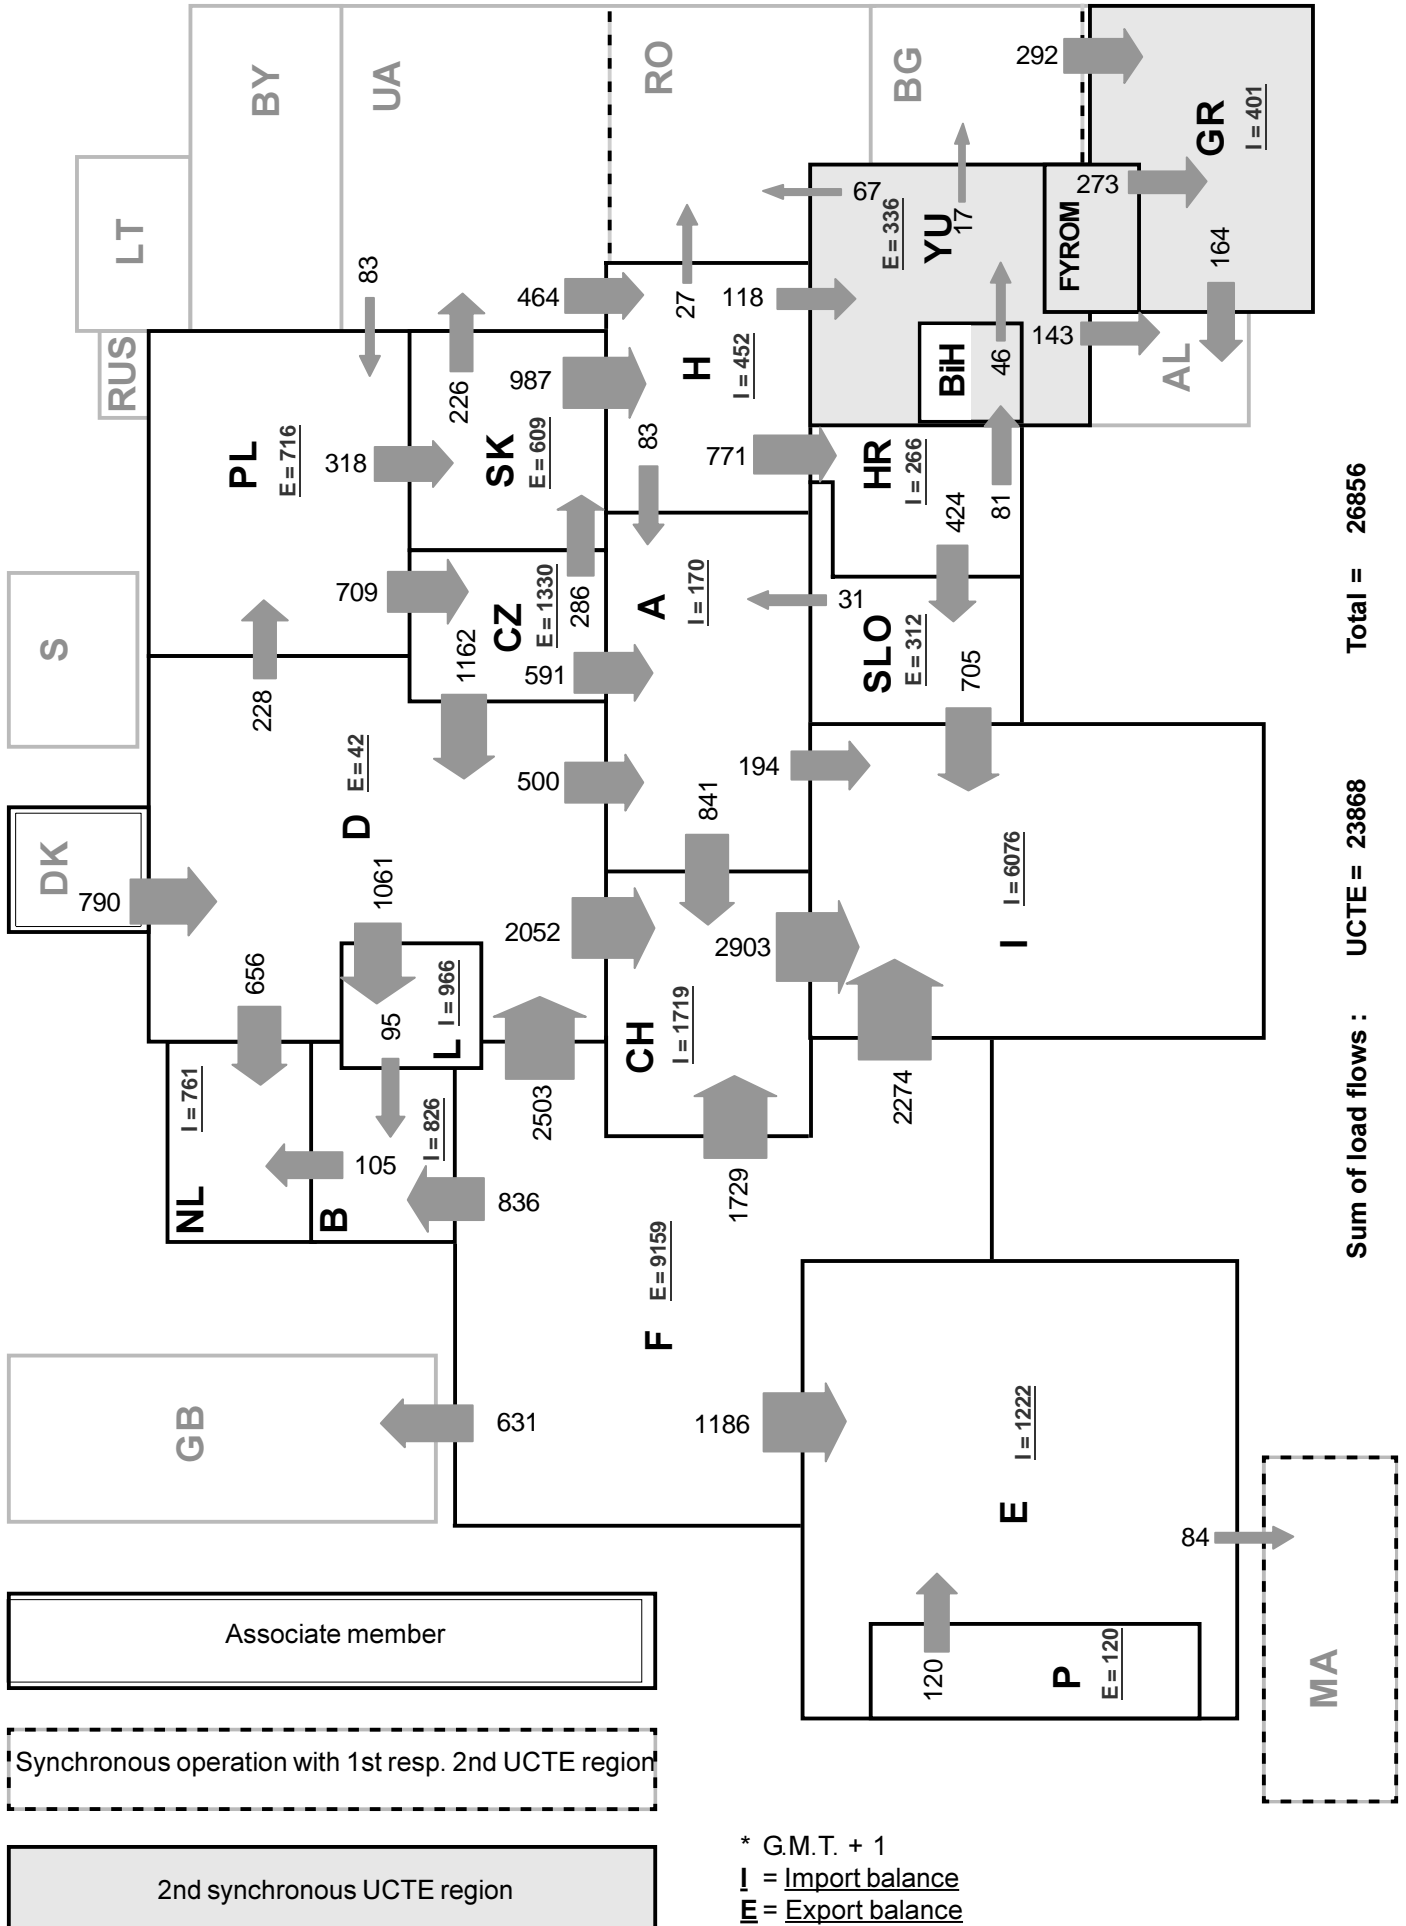 292
BY
UA
RO
BG
GR
I = 401
LT
273
67
E = 336
YU
17
FYROM
164
83
464
27
118
RUS
226
987
H
I = 452
BiH
46
143
AL
PL
E = 716
318
SK
E = 609
83
771
HR
I = 266
424
81
S
709
CZ
E = 1330
286
A
I = 170
31
228
1162
591
SLO
E = 312
705
D
E = 42
500
841
194
DK
790
1061
2052
2903
I
I = 6076
656
95
L
I = 966
CH
I = 1719
2503
2274
NL
I = 761
B
105
I = 826
836
1729
F
E = 9159
GB
631
1186
E
I = 1222
84
120
P
E = 120
MA
Sum of load flows : UCTE = 23868 Total = 26856
Associate member
Synchronous operation with 1st resp. 2nd UCTE region
2nd synchronous UCTE region
* G.M.T. + 1
I = Import balance
E = Export balance